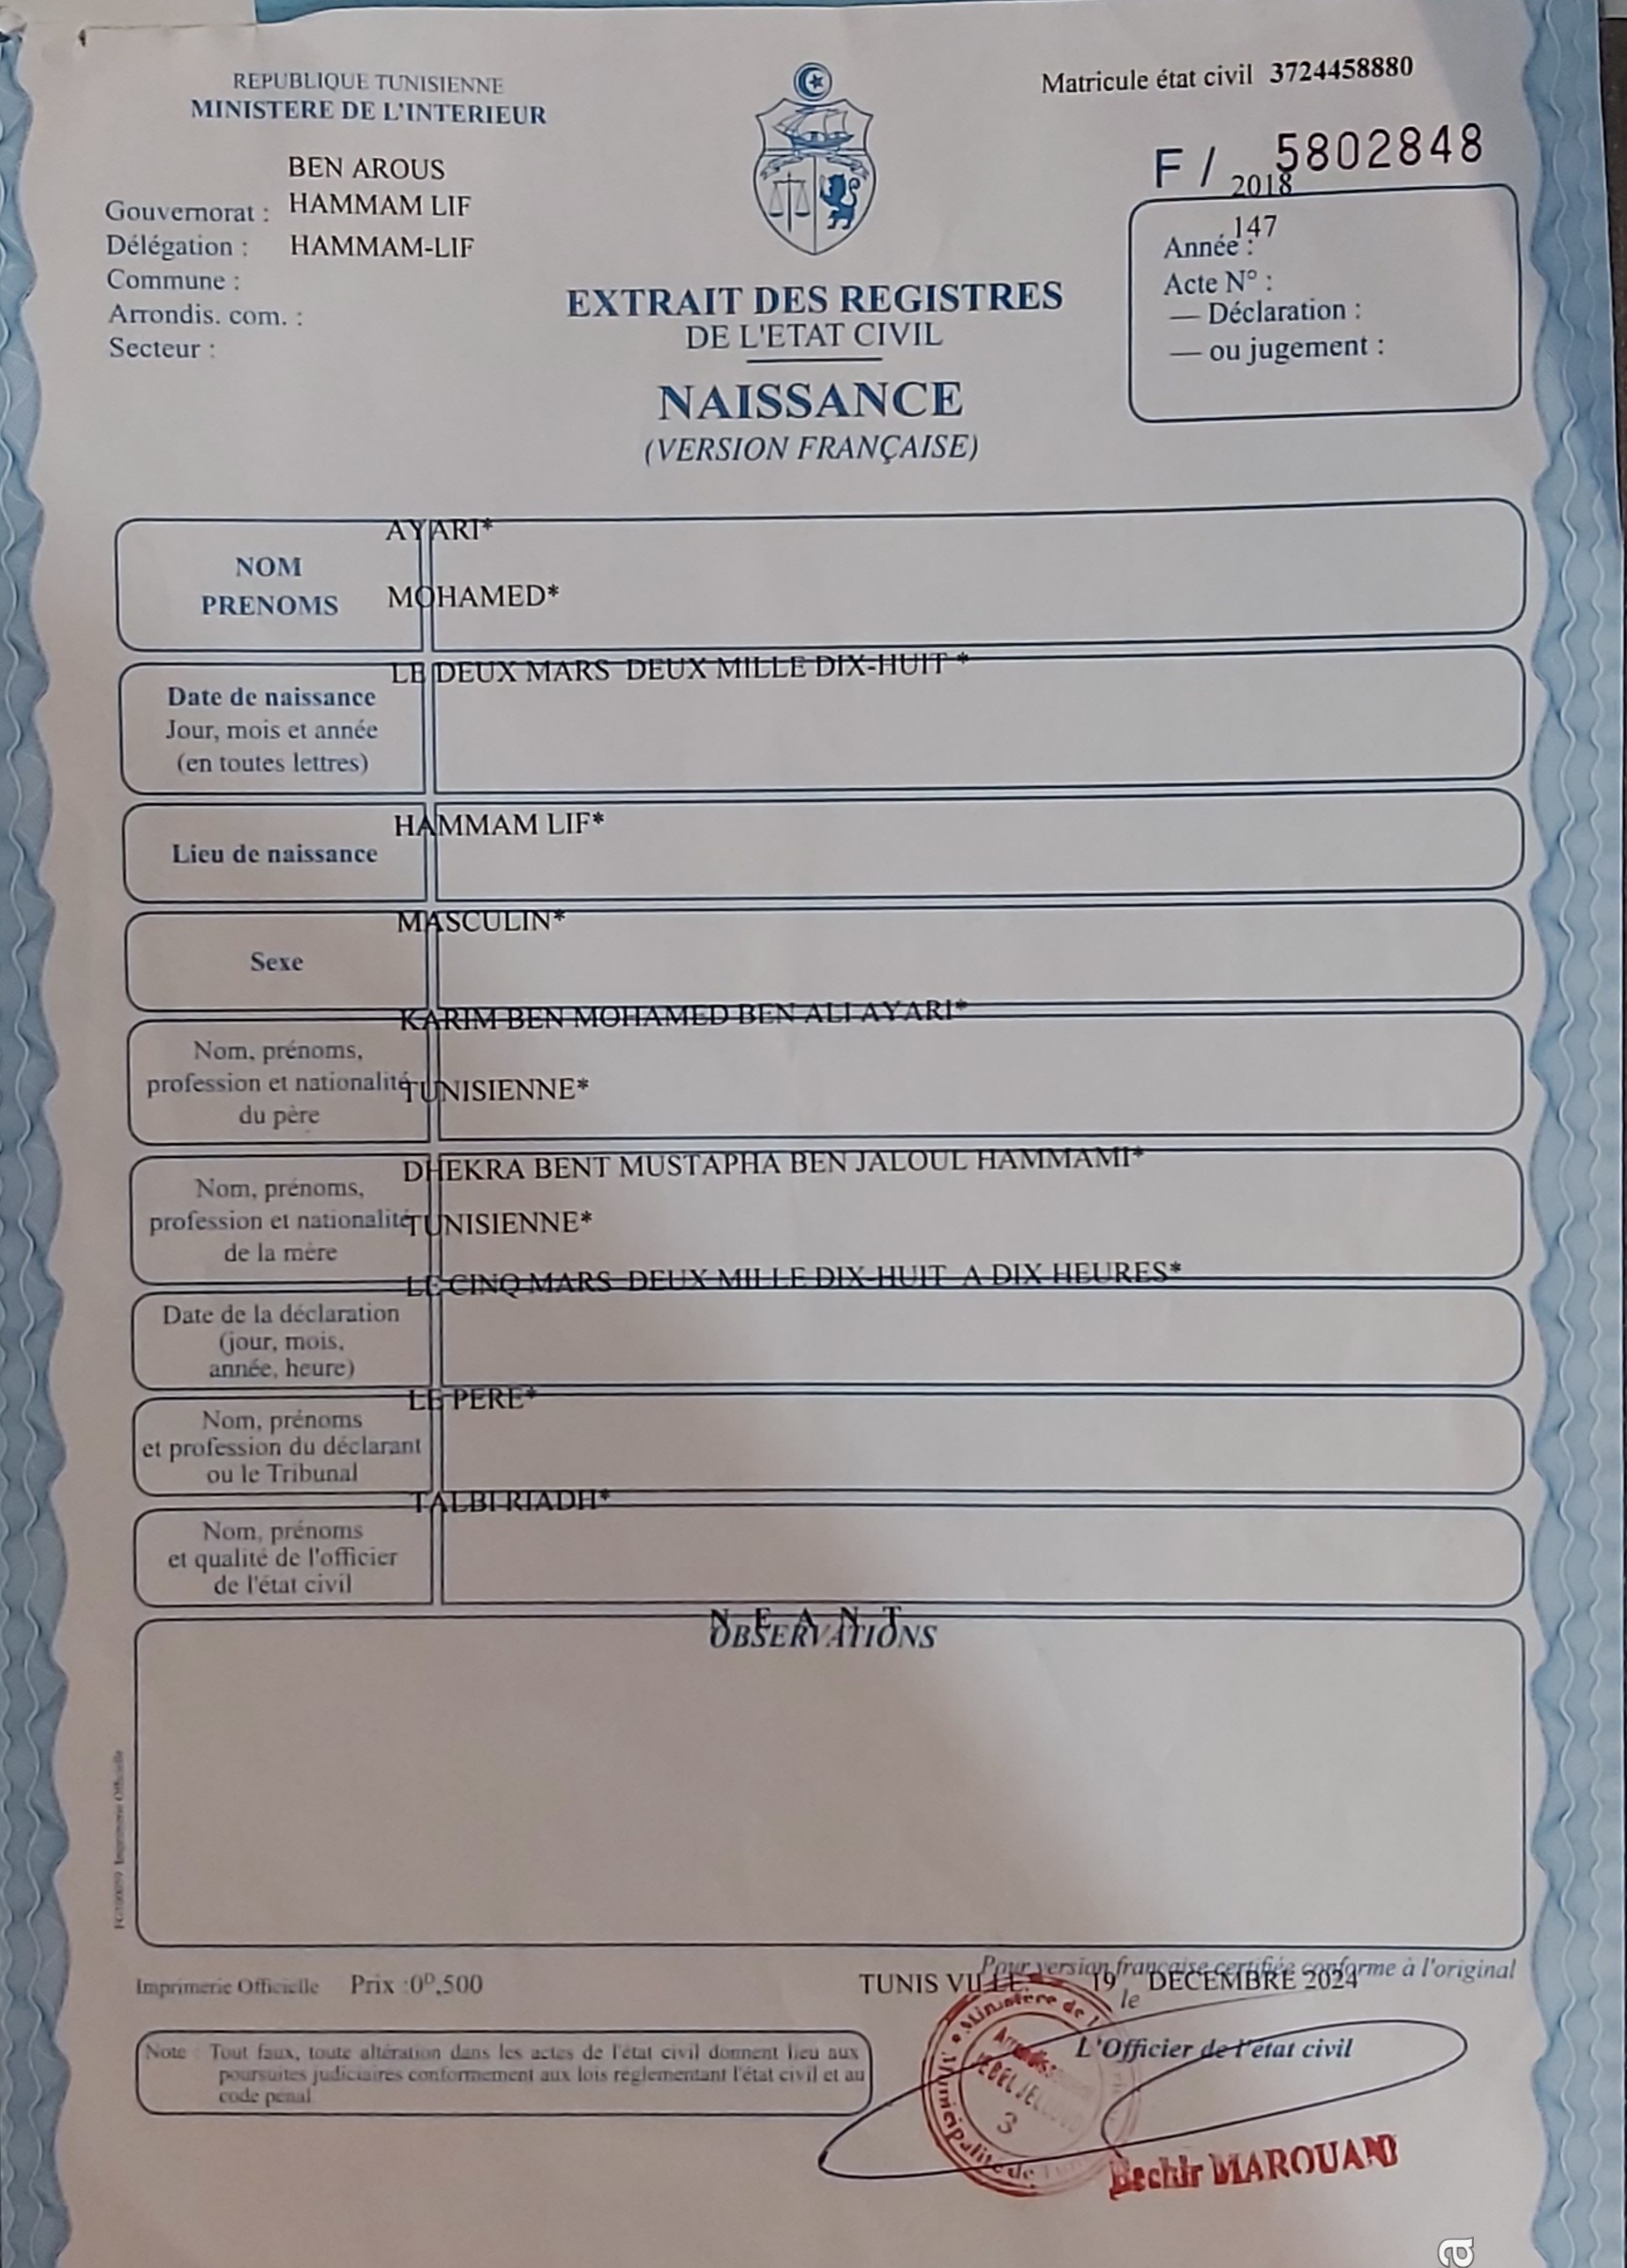 REPUBLIQUE TUNISIENNE
MINISTERE DE L'INTERIEUR
Matricule état civil 3724458880
F / 5802848
BEN AROUS
Gouvernorat : HAMMAM LIF
Délégation : HAMMAM-LIF
Commune :
Arrondis. com. :
Secteur :
2018
147
Année :
Acte N° :
— Déclaration :
— ou jugement :
EXTRAIT DES REGISTRES
DE L'ETAT CIVIL
NAISSANCE
(VERSION FRANÇAISE)
AYARI*
NOM
PRENOMS
MOHAMED*
LE DEUX MARS DEUX MILLE DIX-HUIT *
Date de naissance
Jour, mois et année
(en toutes lettres)
HAMMAM LIF*
Lieu de naissance
MASCULIN*
Sexe
KARIM BEN MOHAMED BEN ALI AYARI*
Nom, prénoms,
profession et nationalité
du père
TUNISIENNE*
DHEKRA BENT MUSTAPHA BEN JALOUL HAMMAMI*
Nom, prénoms,
profession et nationalité
de la mère
TUNISIENNE*
LE CINQ MARS DEUX MILLE DIX-HUIT A DIX HEURES*
Date de la déclaration
(jour, mois,
année, heure)
LE PERE*
Nom, prénoms
et profession du déclarant
ou le Tribunal
TALBI RIADH*
Nom, prénoms
et qualité de l'officier
de l'état civil
N E A N T
OBSERVATIONS
Imprimerie Officielle
Imprimerie Officielle Prix :0D,500
Pour version française certifiée conforme à l'original
TUNIS VILLE. 19 DECEMBRE 2024
le
L'Officier de l'état civil
Note : Tout faux, toute altération dans les actes de l'état civil donnent lieu aux
poursuites judiciaires conformement aux lois réglementant l'état civil et au
code penal
Ministère de l'
Municipalité de
3
Bechir MAROUANI
a